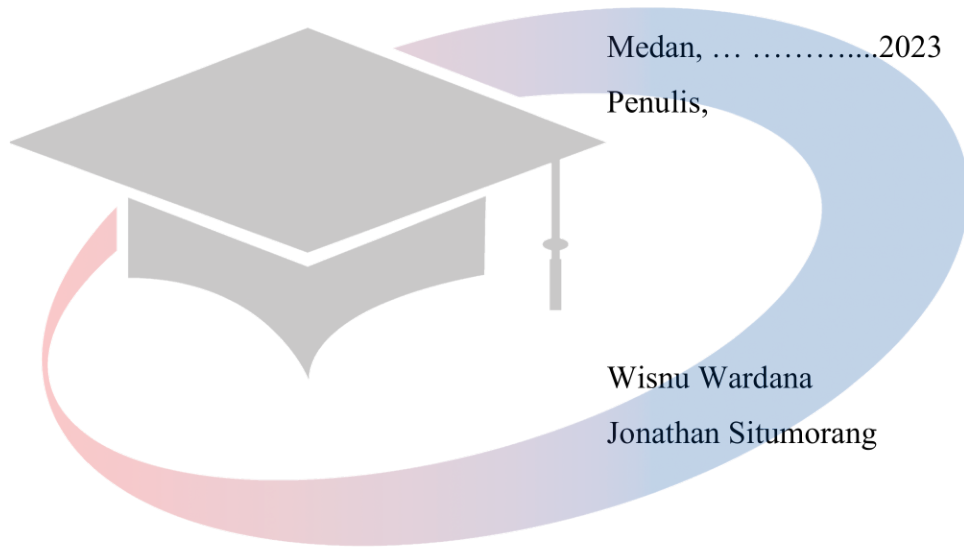 Medan, … ………....2023
Penulis,
Wisnu Wardana
Jonathan Situmorang